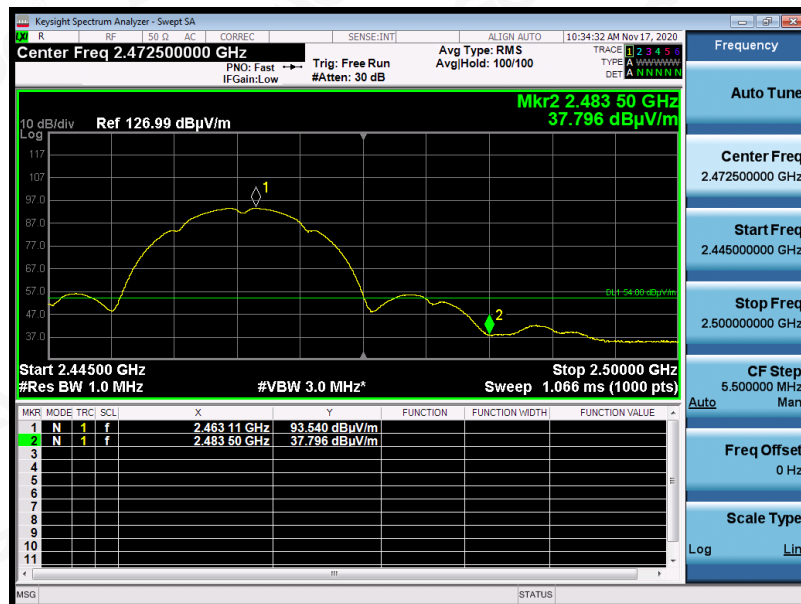 Keysight Spectrum Analyzer - Swept SA
LXI R RF 50 Ω AC CORREC SENSE:INT ALIGN AUTO 10:34:32 AM Nov 17, 2020
Center Freq 2.472500000 GHz
PNO: Fast
IFGain:Low
Trig: Free Run
#Atten: 30 dB
Avg Type: RMS
Avg|Hold: 100/100
TRACE 1 2 3 4 5 6
TYPE A WWWWW
DET A N N N N N
Mkr2 2.483 50 GHz
37.796 dBµV/m
10 dB/div Ref 126.99 dBµV/m
Log
117
107
97.0
87.0
77.0
67.0
57.0
47.0
37.0
1
2
DL1 54.00 dBµV/m
Start 2.44500 GHz Stop 2.50000 GHz
#Res BW 1.0 MHz #VBW 3.0 MHz* Sweep 1.066 ms (1000 pts)
MKR MODE TRC SCL X Y FUNCTION FUNCTION WIDTH FUNCTION VALUE
1 N 1 f 2.463 11 GHz 93.540 dBµV/m
2 N 1 f 2.483 50 GHz 37.796 dBµV/m
3
4
5
6
7
8
9
10
11
MSG STATUS
Frequency
Auto Tune
Center Freq
2.472500000 GHz
Start Freq
2.445000000 GHz
Stop Freq
2.500000000 GHz
CF Step
5.500000 MHz
Auto Man
Freq Offset
0 Hz
Scale Type
Log Lin